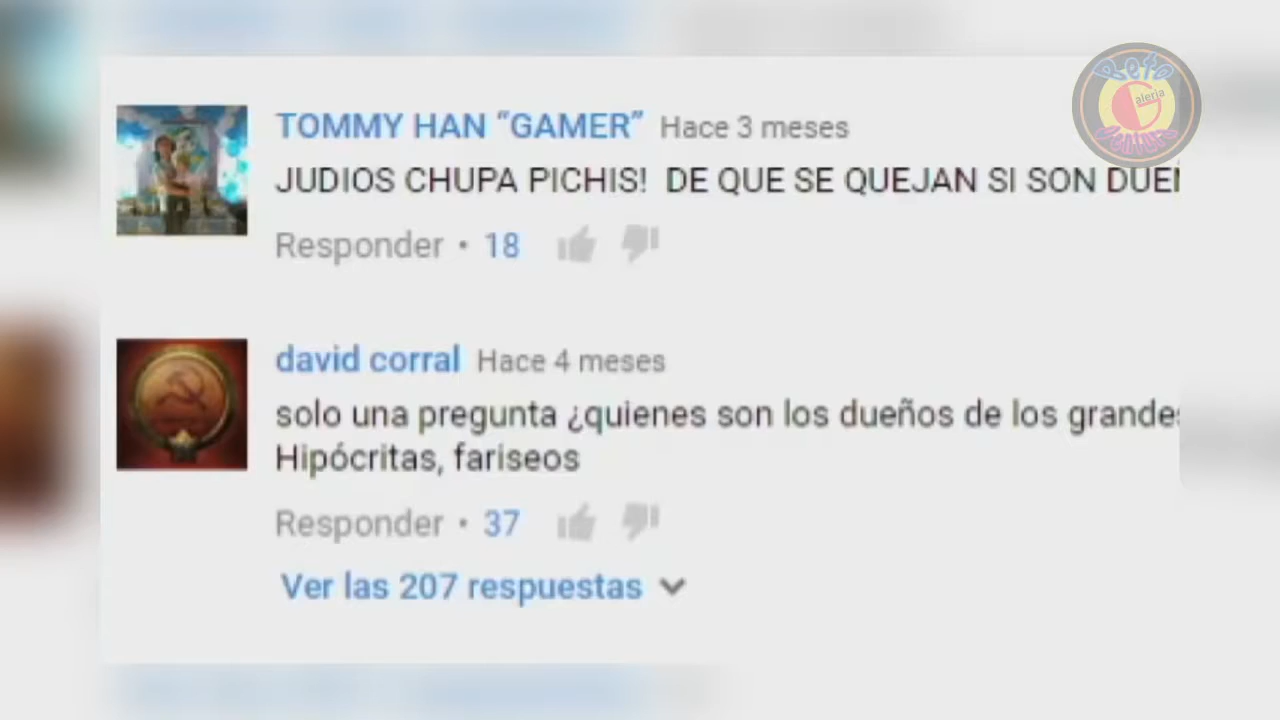 Beto
Galeria
TOMMY HAN "GAMER" Hace 3 meses
JUDIOS CHUPA PICHIS! DE QUE SE QUEJAN SI SON
Responder • 18
david corral Hace 4 meses
solo una pregunta ¿quienes son los dueños de los
Hipócritas, fariseos
Responder • 37
Ver las 207 respuestas